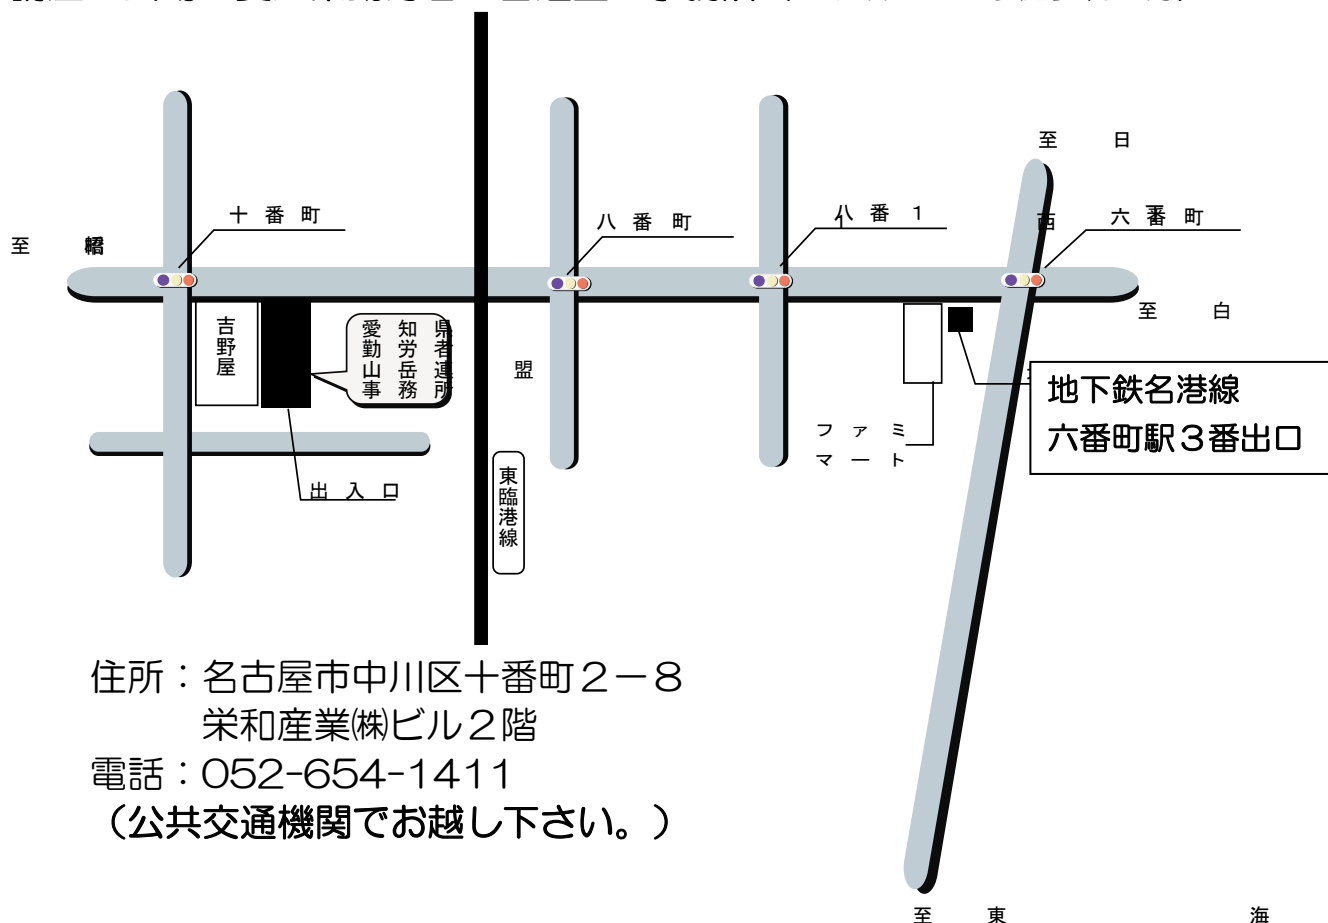 至 日
十番町
八番町
八番1
六番町
西
至
至 白
吉野屋
愛知県
勤労者
山岳連
事務所
盟
地下鉄名港線
六番町駅3番出口
ファミ
マート
出入口
東臨港線
住所：名古屋市中川区十番町2－8
栄和産業㈱ビル2階
電話：052-654-1411
（公共交通機関でお越し下さい。）
至 東 海